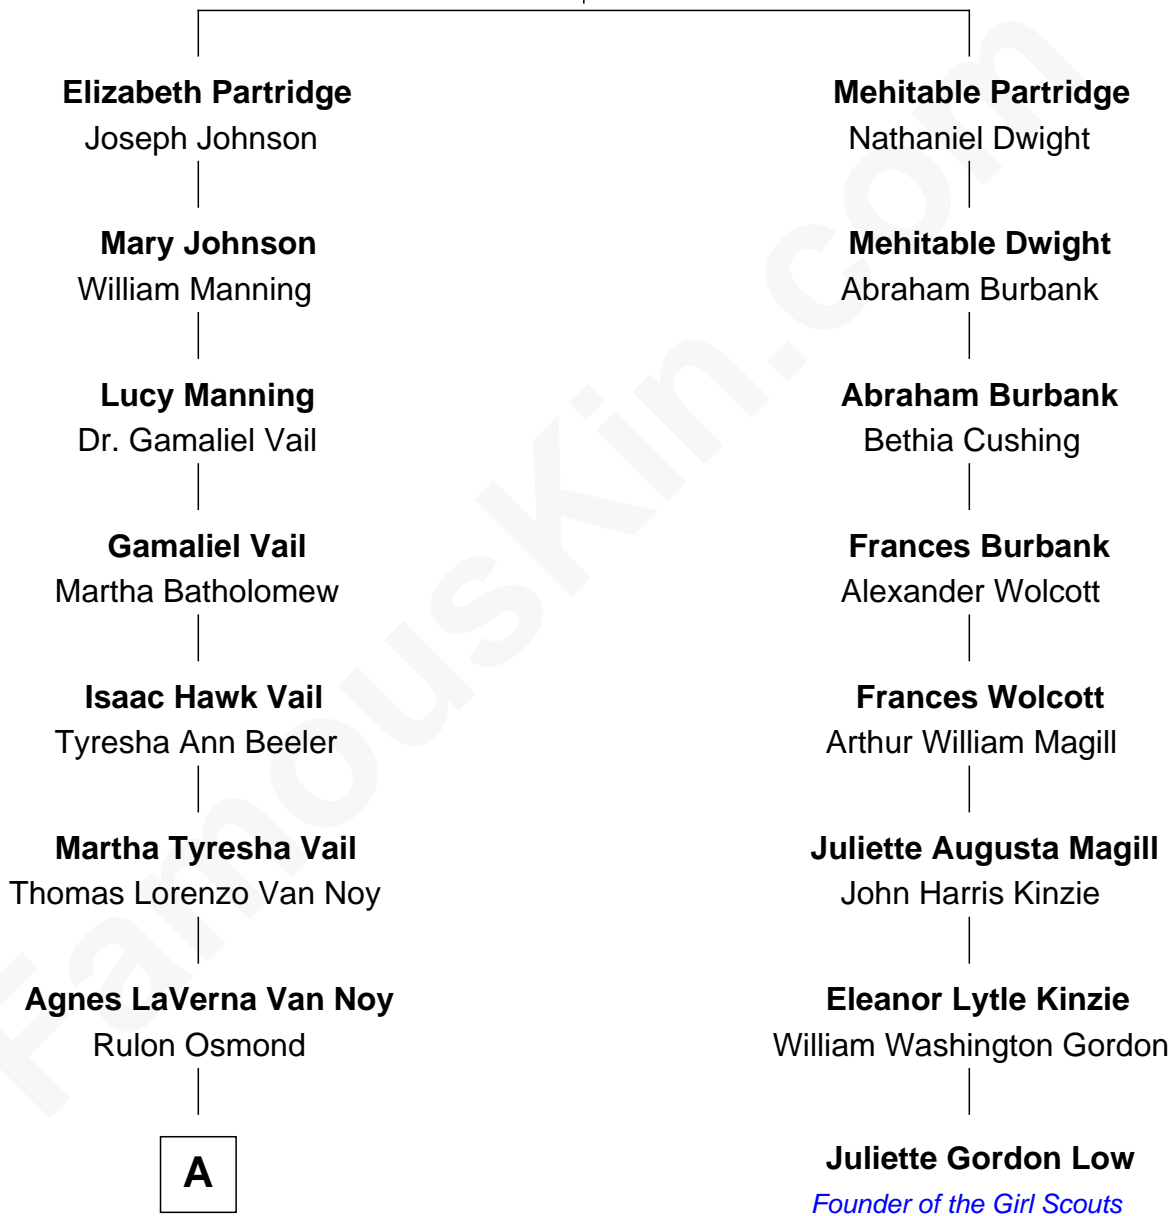 Elizabeth Partridge
Joseph Johnson
Mehitable Partridge
Nathaniel Dwight
Mary Johnson
William Manning
Mehitable Dwight
Abraham Burbank
Lucy Manning
Dr. Gamaliel Vail
Abraham Burbank
Bethia Cushing
Gamaliel Vail
Martha Batholomew
Frances Burbank
Alexander Wolcott
Isaac Hawk Vail
Tyresha Ann Beeler
Frances Wolcott
Arthur William Magill
Martha Tyresha Vail
Thomas Lorenzo Van Noy
Juliette Augusta Magill
John Harris Kinzie
Agnes LaVerna Van Noy
Rulon Osmond
Eleanor Lytle Kinzie
William Washington Gordon
A
Juliette Gordon Low
Founder of the Girl Scouts
FamousKin.com